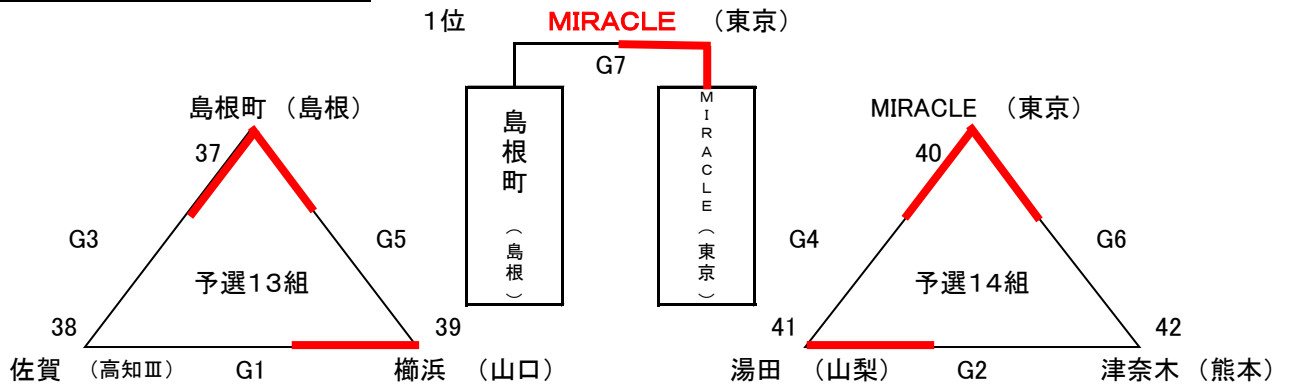 1位 MIRACLE （東京）
G7
島根町（島根）
MIRACLE（東京）
島根町 （島根）
37
G3
G5
予選13組
38
39
佐賀 （高知Ⅲ）
G1
櫛浜 （山口）
MIRACLE （東京）
40
G4
G6
予選14組
41
42
湯田 （山梨）
G2
津奈木（熊本）